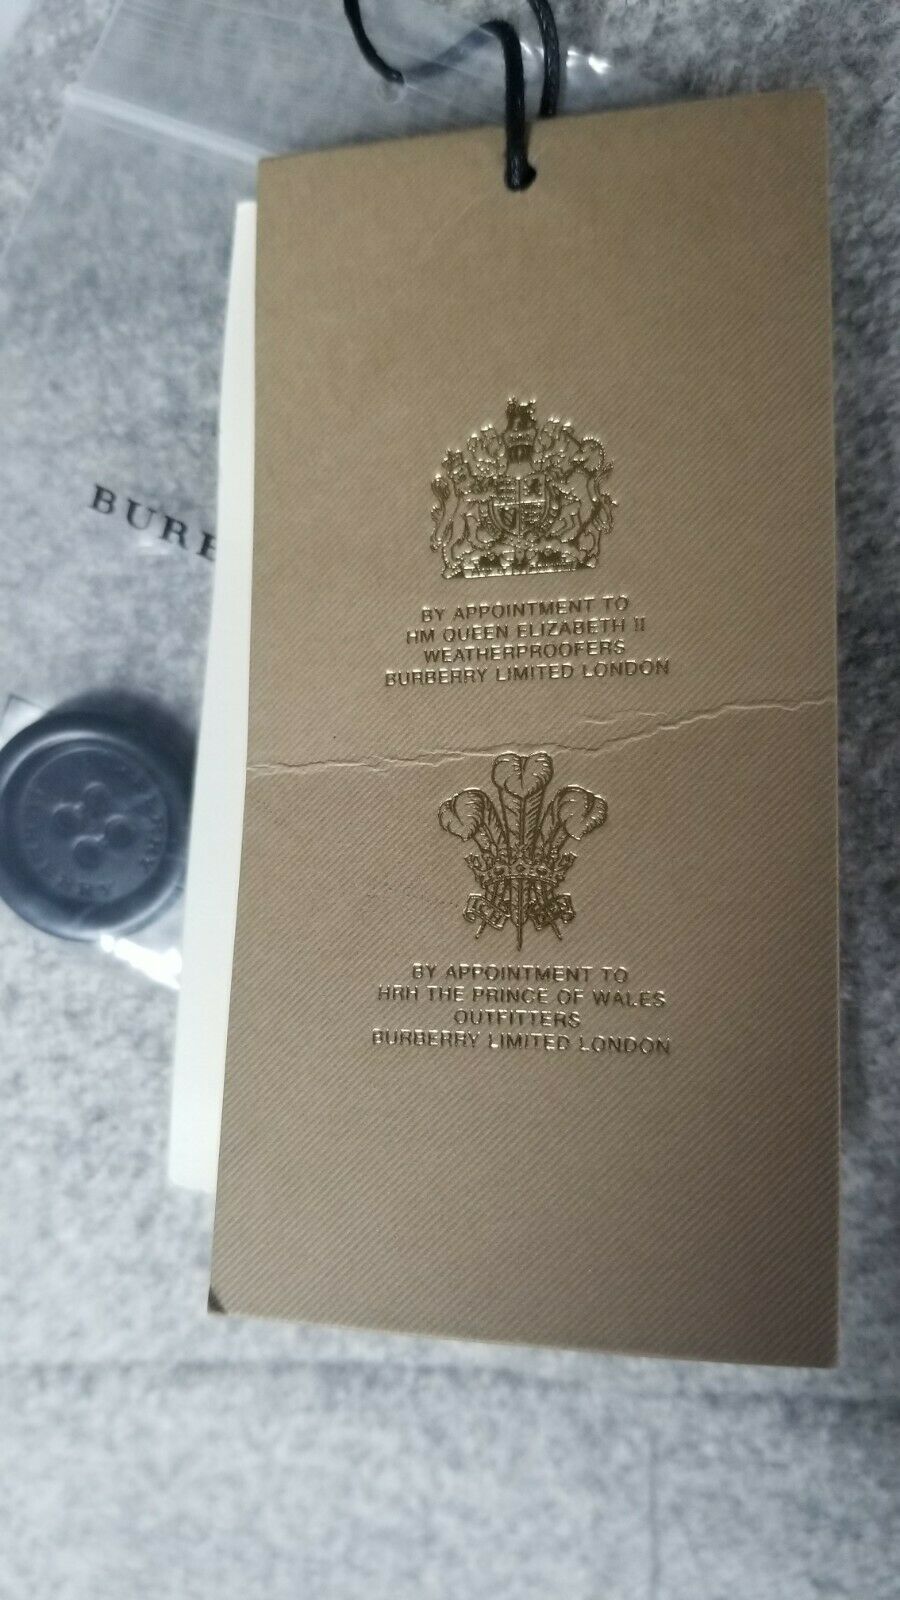 BURBE
BY APPOINTMENT TO
HM QUEEN ELIZABETH II
WEATHERPROOFERS
BURBERRY LIMITED LONDON
BY APPOINTMENT TO
HRH THE PRINCE OF WALES
OUTFITTERS
BURBERRY LIMITED LONDON